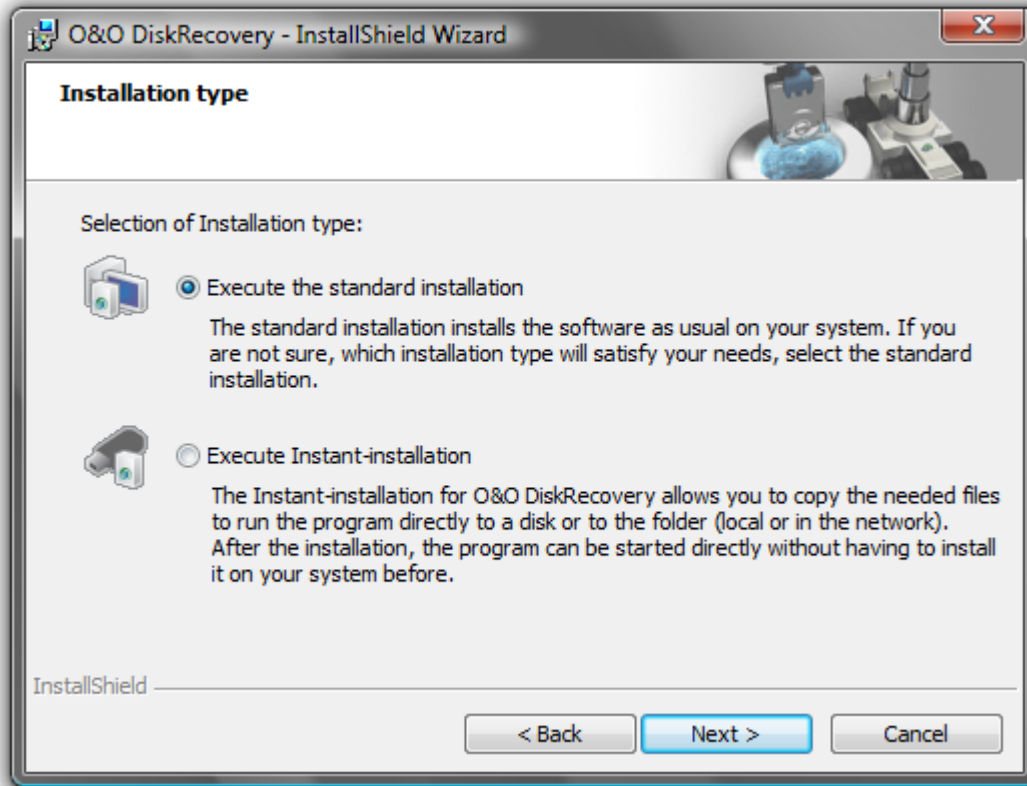 O&O DiskRecovery - InstallShield Wizard
Installation type
Selection of Installation type:
Execute the standard installation
The standard installation installs the software as usual on your system. If you
are not sure, which installation type will satisfy your needs, select the standard
installation.
Execute Instant-installation
The Instant-installation for O&O DiskRecovery allows you to copy the needed files
to run the program directly to a disk or to the folder (local or in the network).
After the installation, the program can be started directly without having to install
it on your system before.
InstallShield
< Back
Next >
Cancel